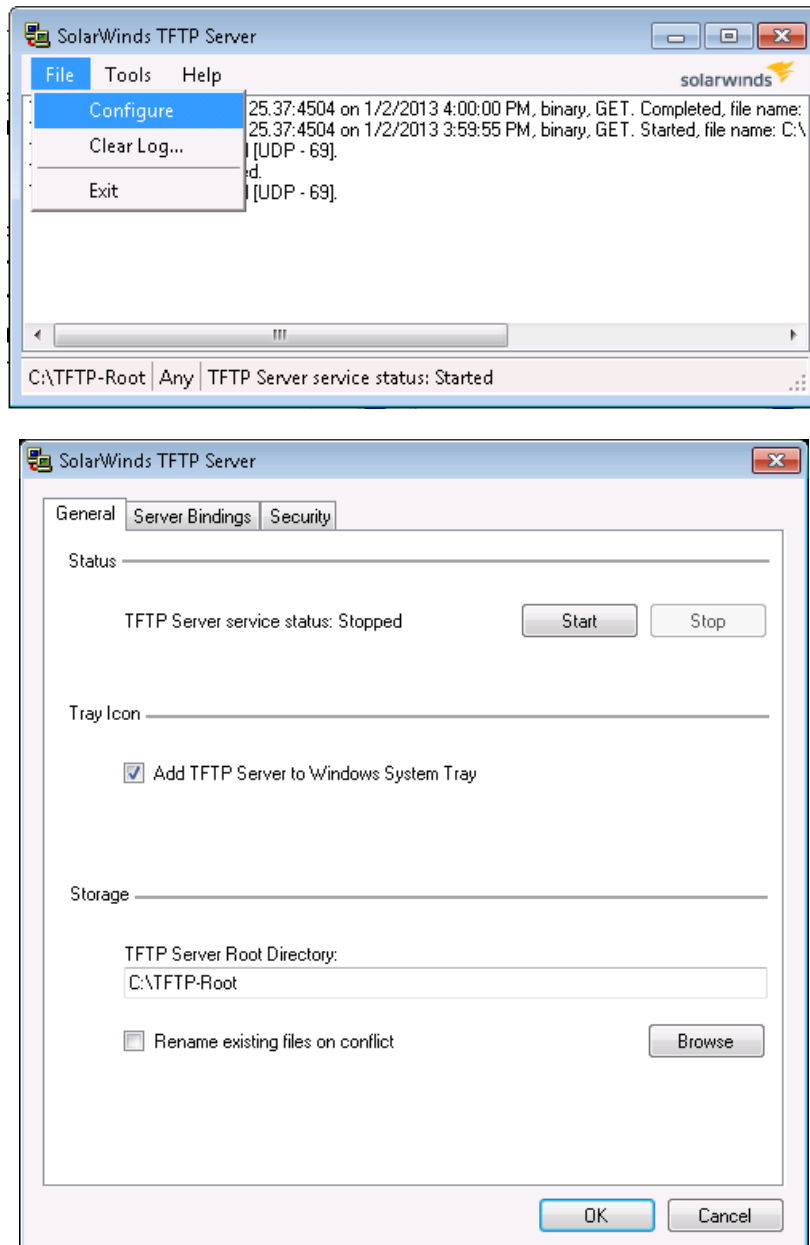 SolarWinds TFTP Server
File Tools Help
solarwinds
Configure
25.37:4504 on 1/2/2013 4:00:00 PM, binary, GET. Completed, file name:
25.37:4504 on 1/2/2013 3:59:55 PM, binary, GET. Started, file name: C:\
Clear Log...
[UDP - 69].
ed.
Exit
[UDP - 69].
C:\TFTP-Root Any TFTP Server service status: Started
SolarWinds TFTP Server
General Server Bindings Security
Status
TFTP Server service status: Stopped Start Stop
Tray Icon
Add TFTP Server to Windows System Tray
Storage
TFTP Server Root Directory:
C:\TFTP-Root
Rename existing files on conflict Browse
OK Cancel